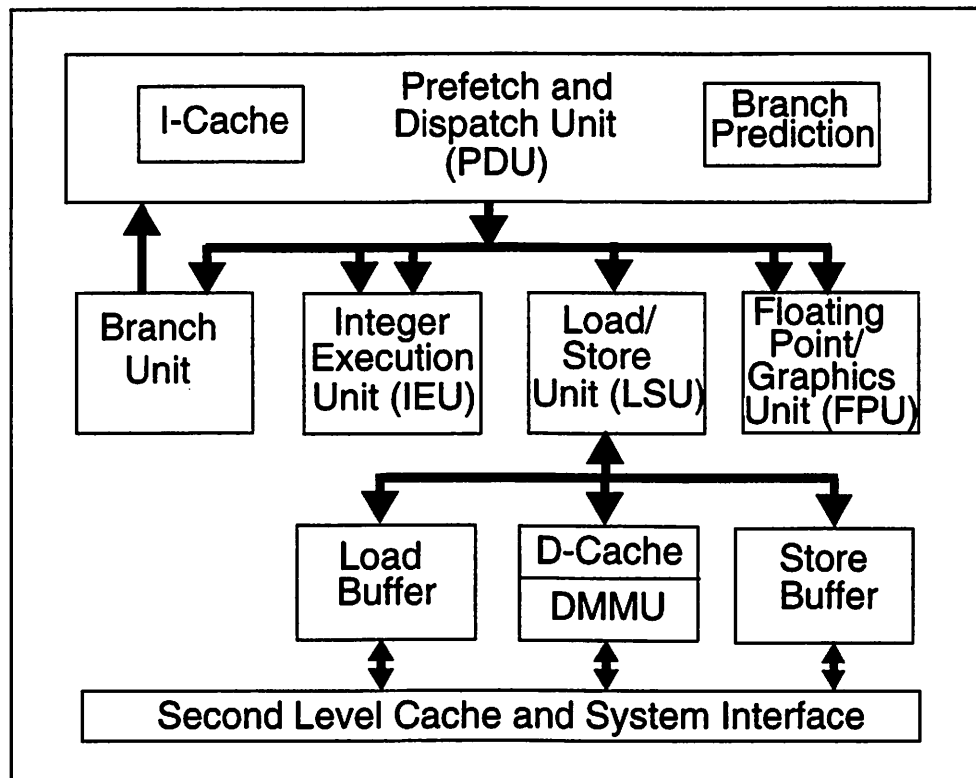 I-Cache
Prefetch and
Dispatch Unit
(PDU)
Branch
Prediction
Branch
Unit
Integer
Execution
Unit (IEU)
Load/
Store
Unit (LSU)
Floating
Point/
Graphics
Unit (FPU)
Load
Buffer
D-Cache
DMMU
Store
Buffer
Second Level Cache and System Interface